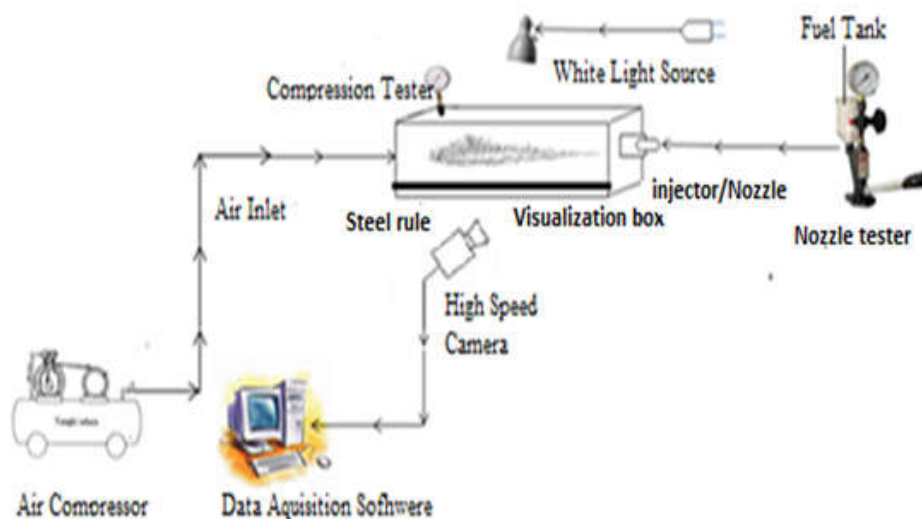 Fuel Tank
White Light Source
Compression Tester
injector/Nozzle
Air Inlet
Steel rule
Visualization box
Nozzle tester
High Speed
Camera
Air Compressor
Data Aquisition Sofhwere